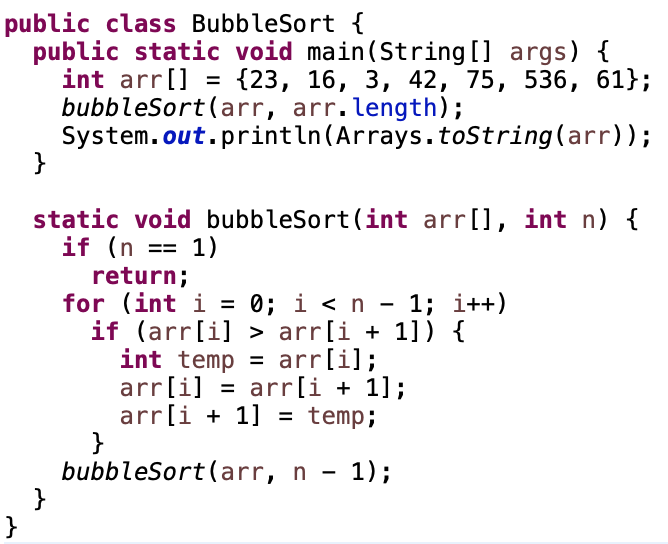 public class BubbleSort {
  public static void main(String[] args) {
    int arr[] = {23, 16, 3, 42, 75, 536, 61};
    bubbleSort(arr, arr.length);
    System.out.println(Arrays.toString(arr));
  }

  static void bubbleSort(int arr[], int n) {
    if (n == 1)
      return;
    for (int i = 0; i < n - 1; i++)
      if (arr[i] > arr[i + 1]) {
        int temp = arr[i];
        arr[i] = arr[i + 1];
        arr[i + 1] = temp;
      }
    bubbleSort(arr, n - 1);
  }
}